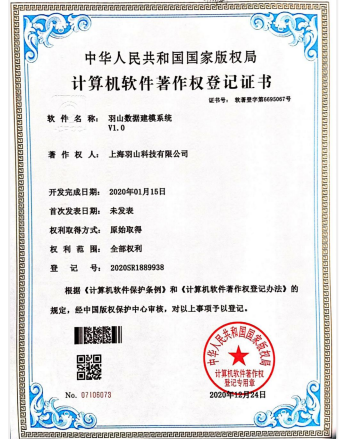 中华人民共和国国家版权局
计算机软件著作权登记证书
证书号: 软著登字第6695067号
软 件 名 称: 羽山数据建模系统
V1.0
著 作 权 人: 上海羽山科技有限公司
开发完成日期: 2020年01月15日
首次发表日期: 未发表
权利取得方式: 原始取得
权 利 范 围: 全部权利
登 记 号: 2020SR1889938
根据《计算机软件保护条例》和《计算机软件著作权登记办法》的
规定，经中国版权保护中心审核，对以上事项予以登记。
中华人民共和国国家版权局
计算机软件著作权
登记专用章
No. 07106073
2020年12月24日